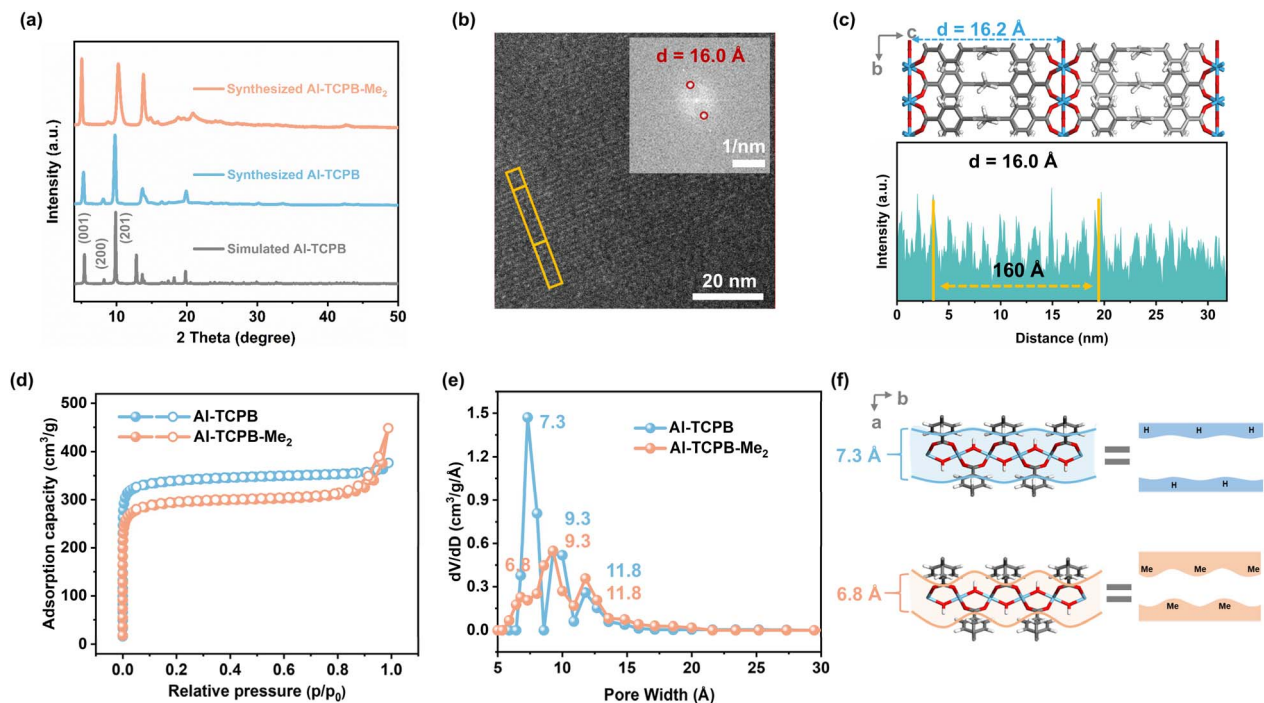 (a)
Intensity (a.u.)
Synthesized Al-TCPB-Me₂
Synthesized Al-TCPB
(001)
(200)
(201)
Simulated Al-TCPB
10
20
30
40
50
2 Theta (degree)
(b)
d = 16.0 Å
1/nm
20 nm
(c)
c
b
d = 16.2 Å
d = 16.0 Å
160 Å
Intensity (a.u.)
0
5
10
15
20
25
30
Distance (nm)
(d)
Adsorption capacity (cm³/g)
500
400
300
200
100
0
Al-TCPB
Al-TCPB-Me₂
0.0
0.2
0.4
0.6
0.8
1.0
Relative pressure (p/p₀)
(e)
dV/dD (cm³/g/Å)
1.5
1.2
0.9
0.6
0.3
0.0
7.3
Al-TCPB
Al-TCPB-Me₂
9.3
9.3
6.8
11.8
11.8
5
10
15
20
25
30
Pore Width (Å)
(f)
b
a
7.3 Å
H H H
H H
6.8 Å
Me Me Me
Me Me